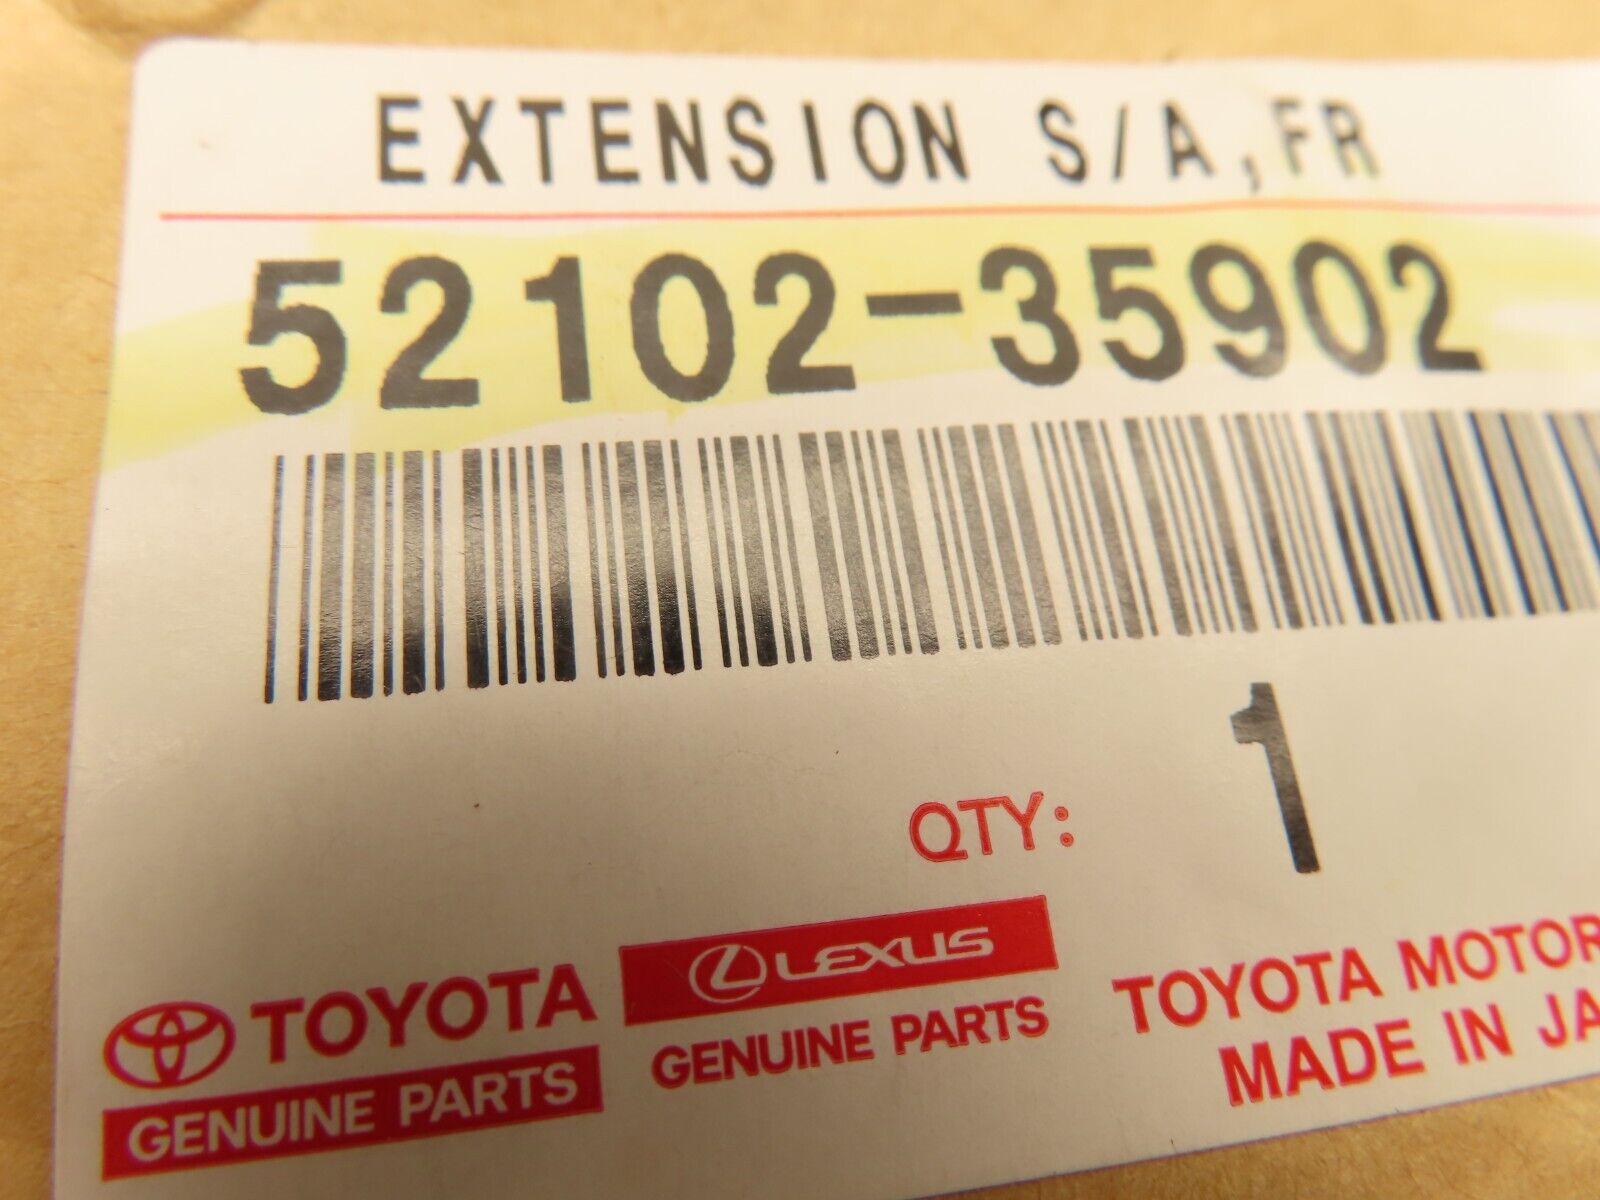 EXTENSION S/A,FR
52102-35902
QTY: 1
TOYOTA
GENUINE PARTS
LEXUS
GENUINE PARTS
TOYOTA MOTOR
MADE IN JA